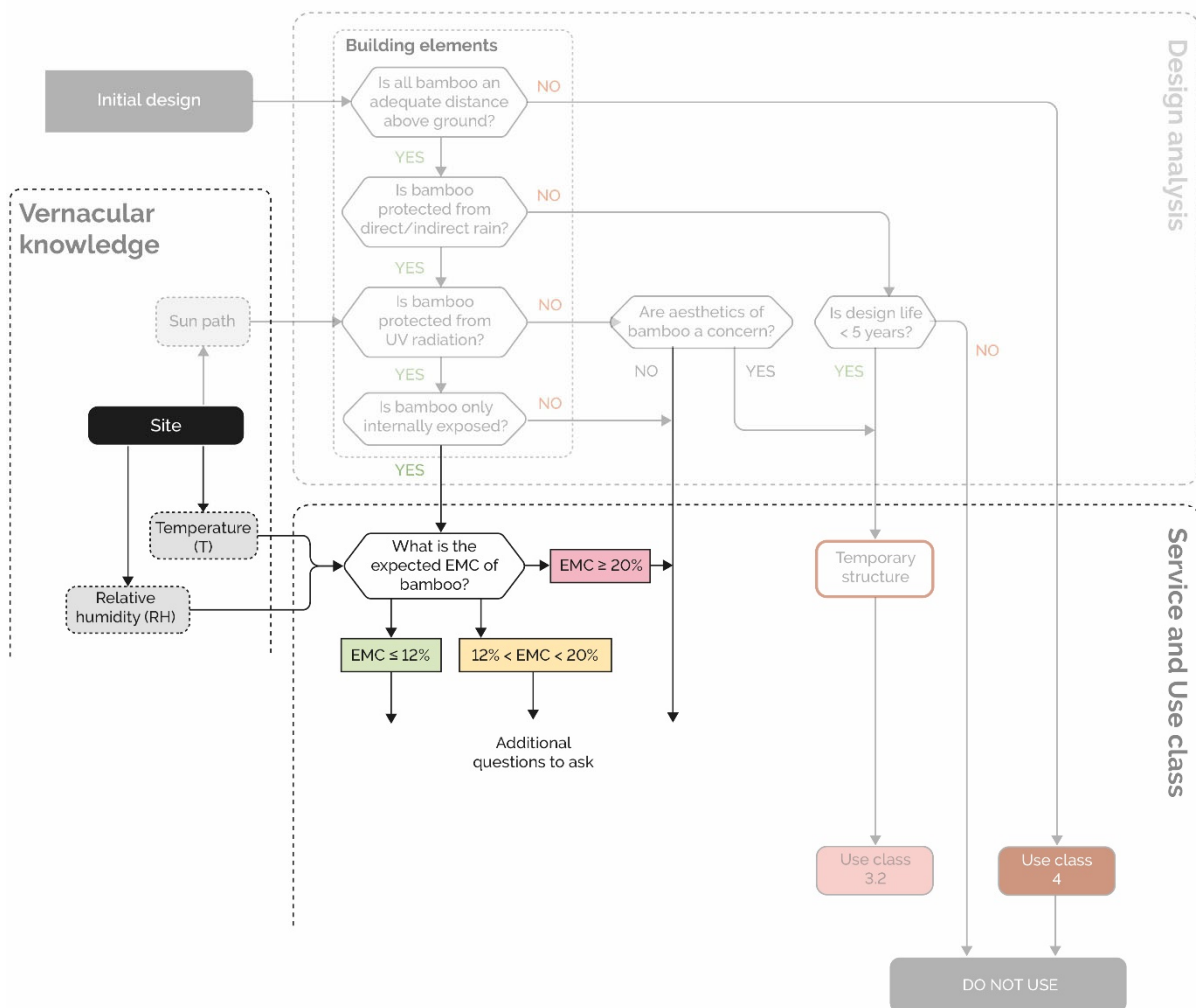 Building elements
Design analysis
Initial design
Is all bamboo an
adequate distance
above ground?
NO
YES
Vernacular
knowledge
Is
bamboo
protected from
direct/indirect rain?
NO
YES
Sun path
Is
bamboo
protected from
UV radiation?
NO
Are aesthetics of
bamboo a concern?
Is design life
< 5 years?
NO
YES
NO
YES
YES
Site
Is bamboo only
internally exposed?
NO
YES
Temperature
(T)
Relative
humidity (RH)
What is the
expected EMC of
bamboo?
EMC ≥ 20%
Temporary
structure
Service and Use class
EMC ≤ 12%
12% < EMC < 20%
Additional
questions to ask
Use class
3.2
Use class
4
DO NOT USE